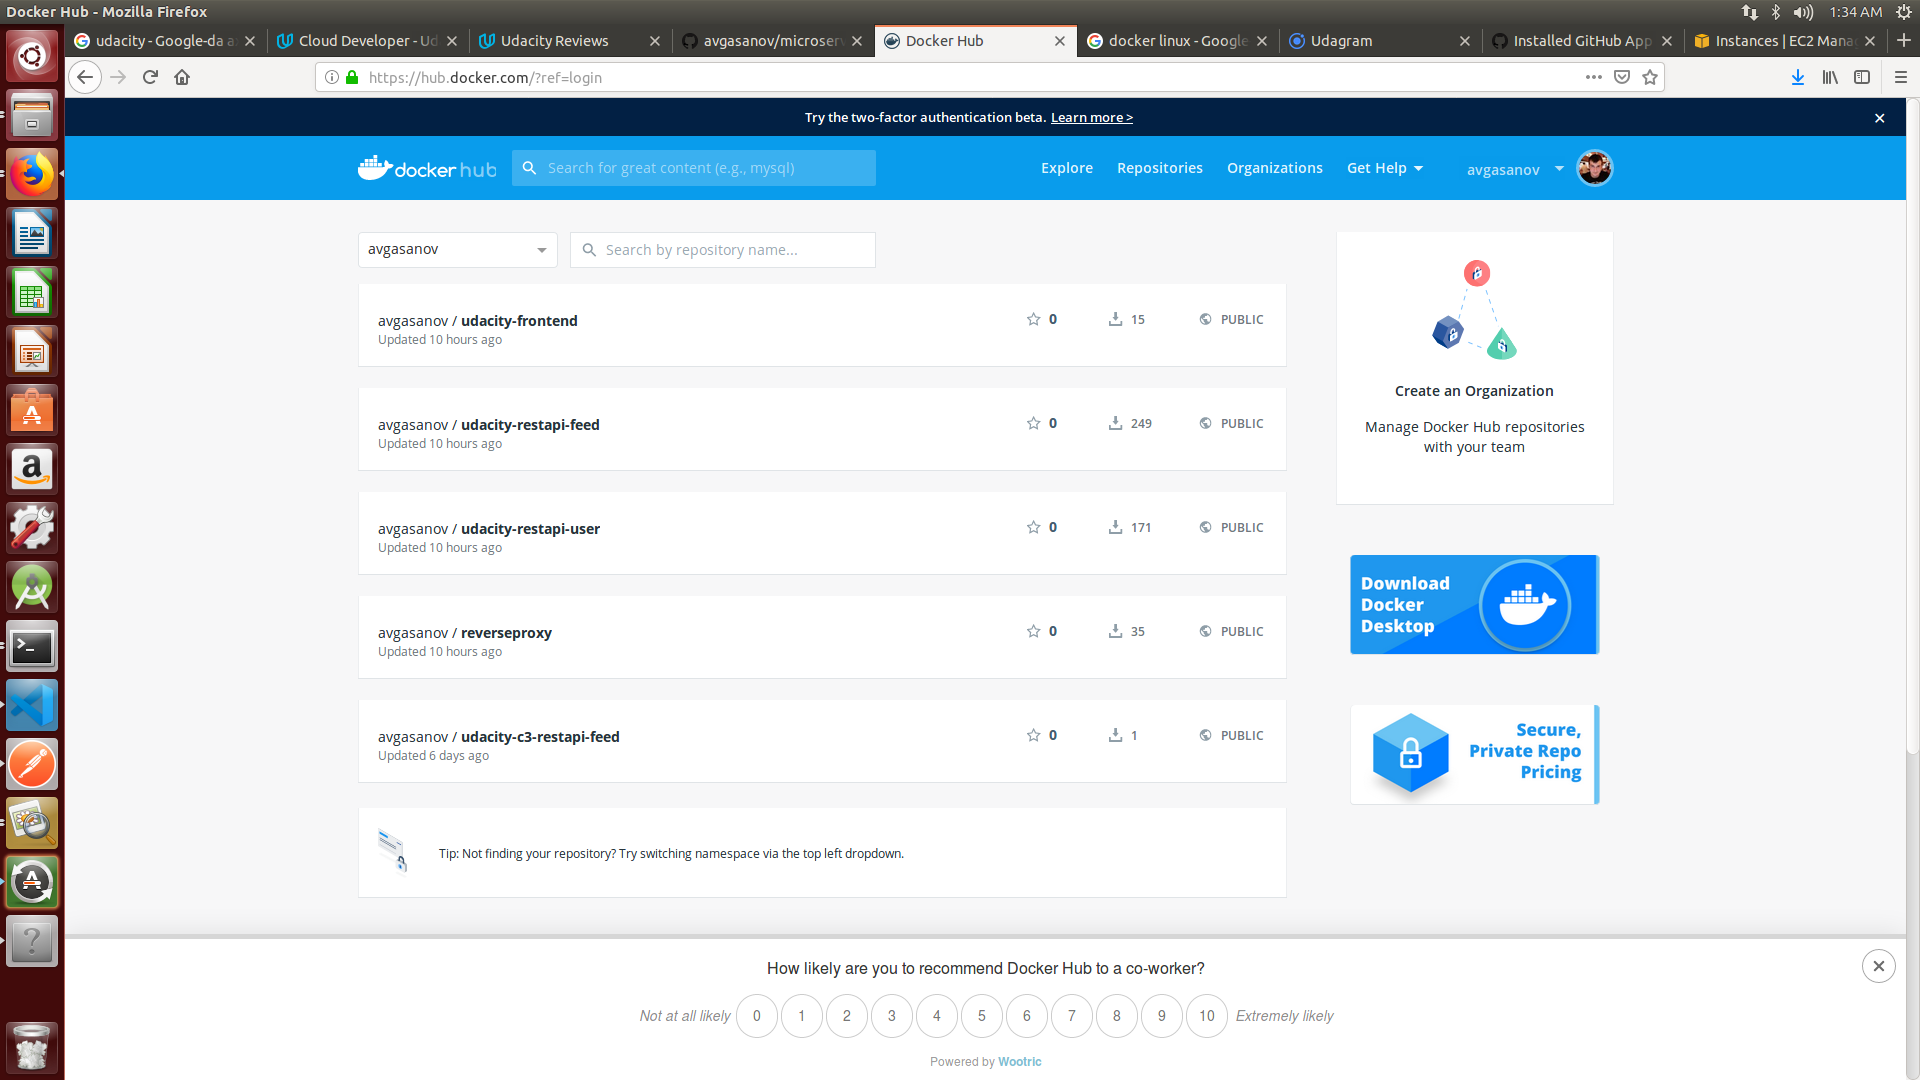 Docker Hub - Mozilla Firefox
1:34 AM
udacity - Google-da a
Cloud Developer - Ud
Udacity Reviews
avgasanov/microserv
Docker Hub
docker linux - Google
Udagram
Installed GitHub App
Instances | EC2 Mana
https://hub.docker.com/?ref=login
Try the two-factor authentication beta. Learn more >
docker hub
Search for great content (e.g., mysql)
Explore
Repositories
Organizations
Get Help
avgasanov
avgasanov
Search by repository name...
avgasanov / udacity-frontend
Updated 10 hours ago
0
15
PUBLIC
avgasanov / udacity-restapi-feed
Updated 10 hours ago
0
249
PUBLIC
avgasanov / udacity-restapi-user
Updated 10 hours ago
0
171
PUBLIC
avgasanov / reverseproxy
Updated 10 hours ago
0
35
PUBLIC
avgasanov / udacity-c3-restapi-feed
Updated 6 days ago
0
1
PUBLIC
Tip: Not finding your repository? Try switching namespace via the top left dropdown.
Create an Organization
Manage Docker Hub repositories
with your team
Download
Docker
Desktop
Secure,
Private Repo
Pricing
How likely are you to recommend Docker Hub to a co-worker?
Not at all likely 0 1 2 3 4 5 6 7 8 9 10 Extremely likely
Powered by Wootric